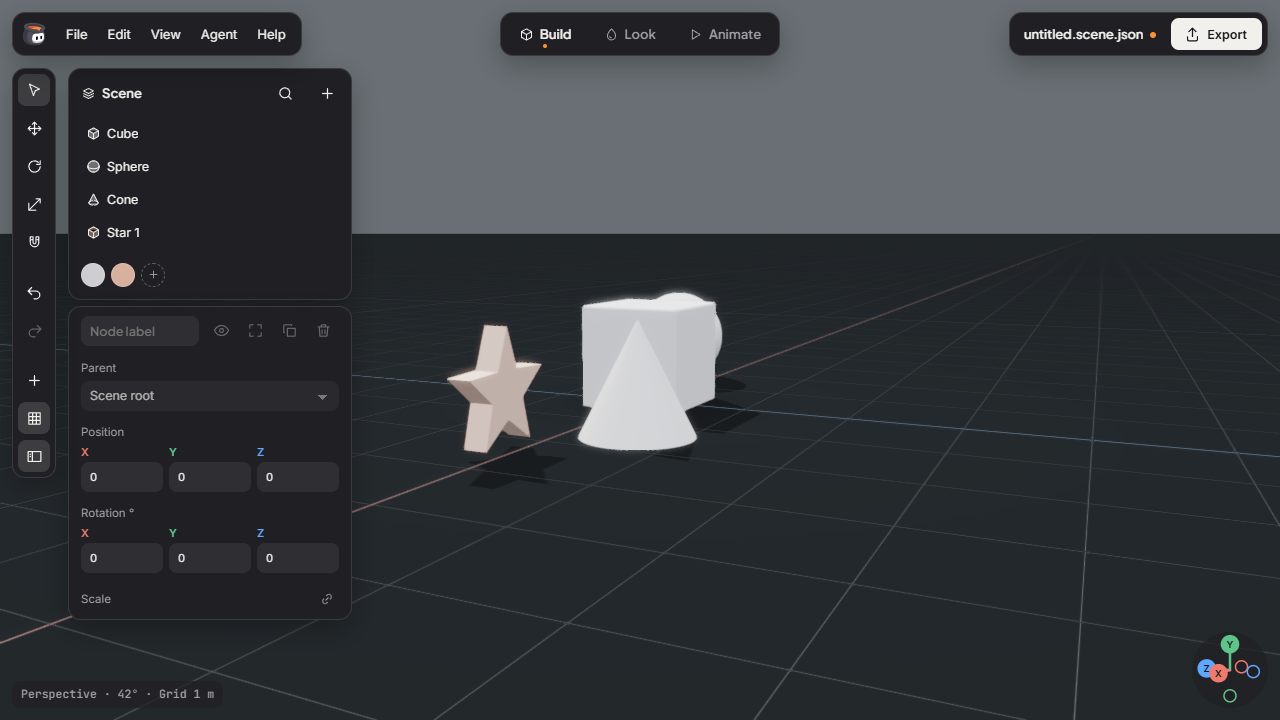 File Edit View Agent Help
Build Look Animate
untitled.scene.json Export
Scene
Cube
Sphere
Cone
Star 1
Node label
Parent
Scene root
Position
X Y Z
0 0 0
Rotation °
X Y Z
0 0 0
Scale
Perspective · 42° · Grid 1 m
Y
Z X